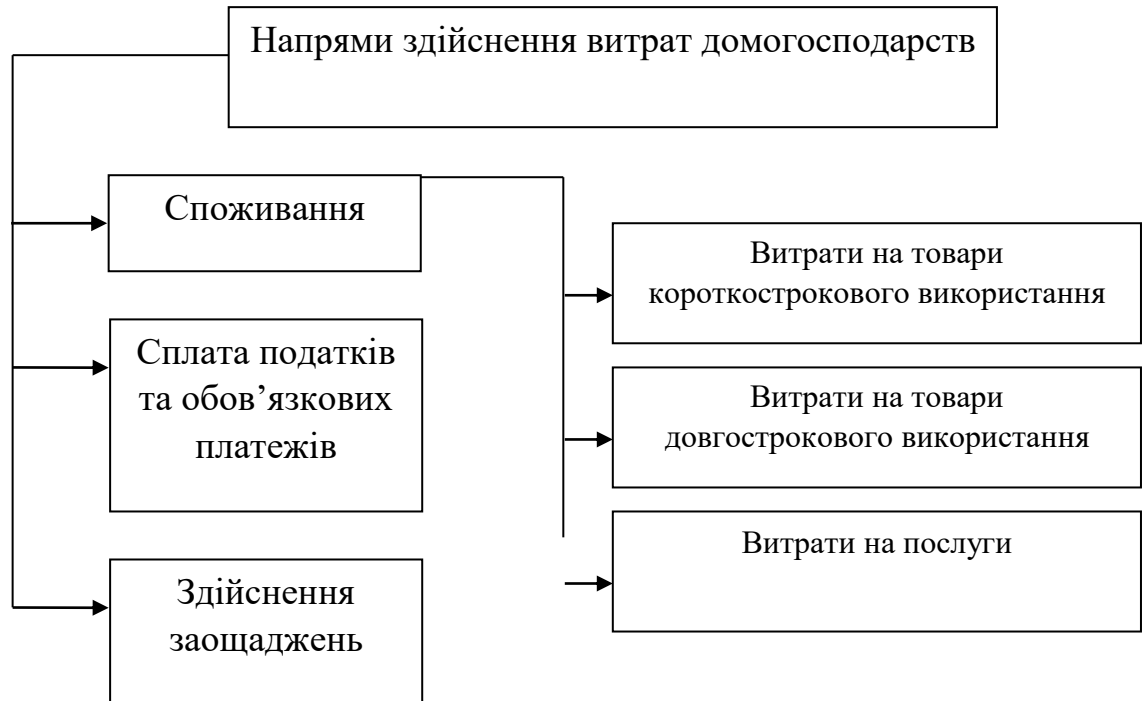 Напрями здійснення витрат домогосподарств
Споживання
Сплата податків
та обов’язкових
платежів
Здійснення
заощаджень
Витрати на товари
короткострокового використання
Витрати на товари
довгострокового використання
Витрати на послуги